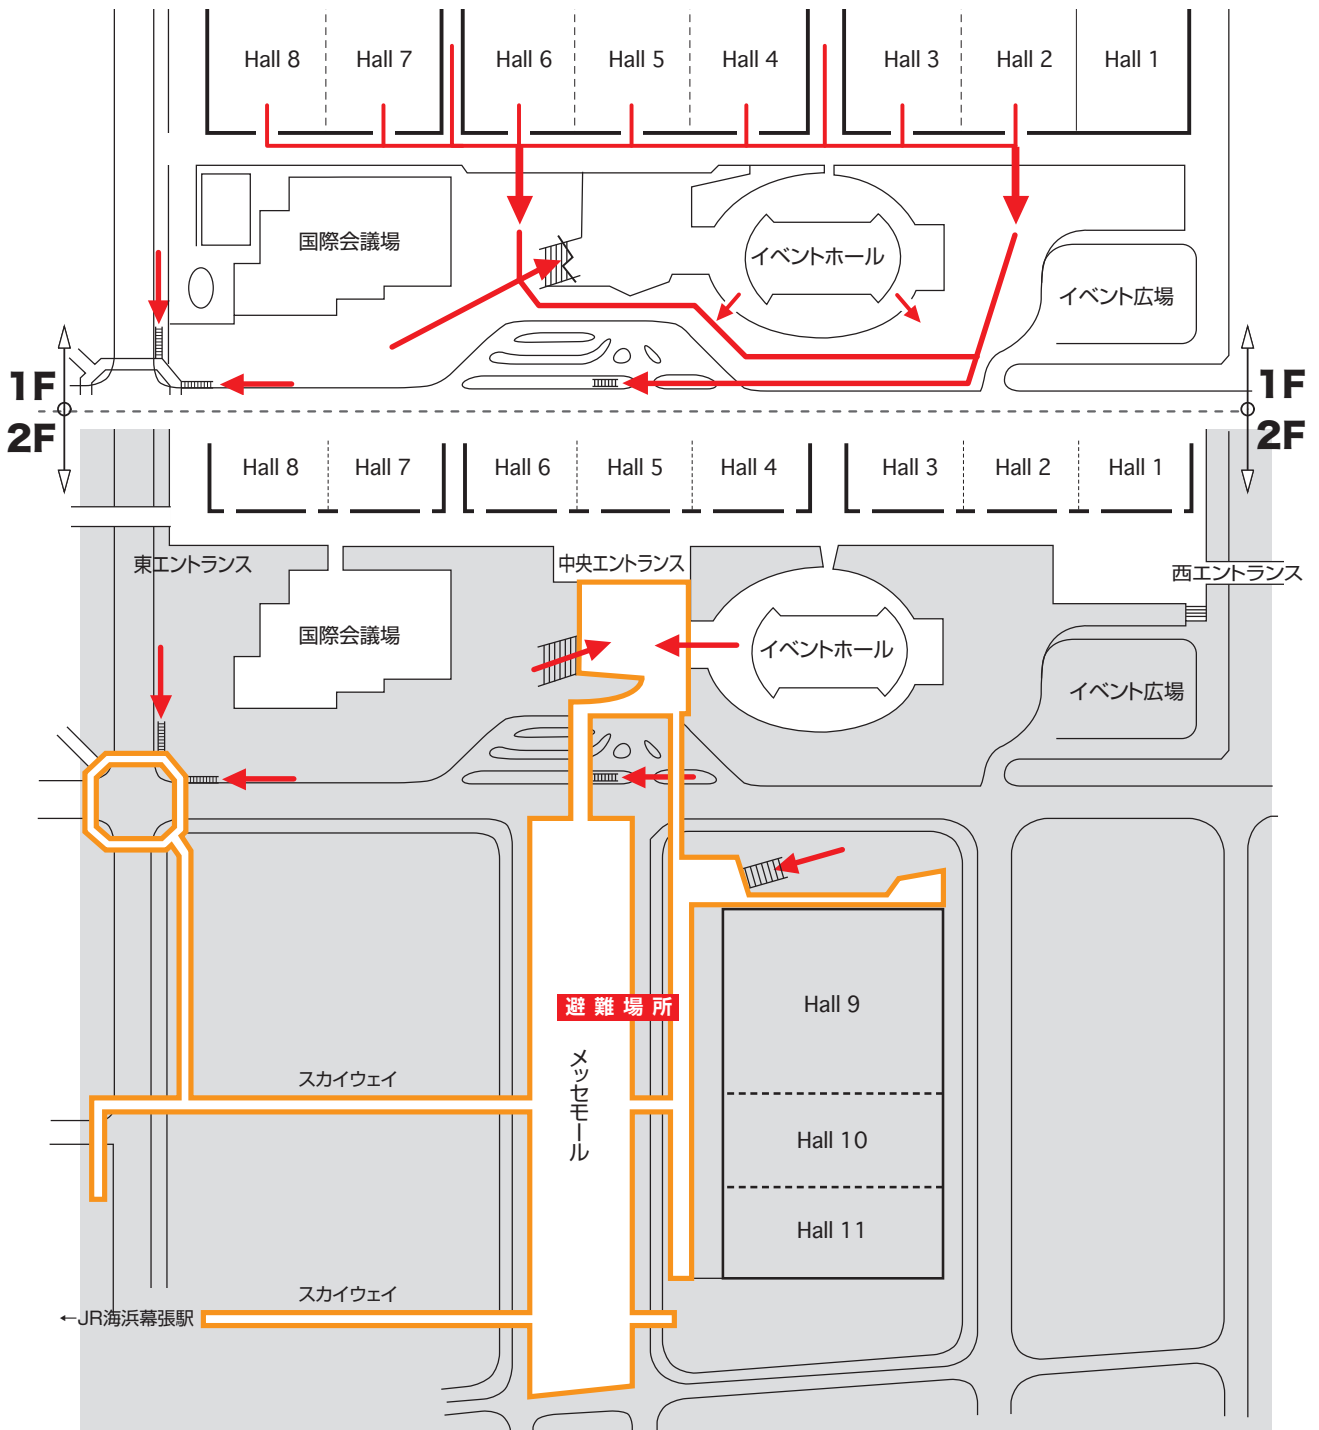 Hall 8
Hall 7
Hall 6
Hall 5
Hall 4
Hall 3
Hall 2
Hall 1
国際会議場
イベントホール
イベント広場
1F
1F
2F
2F
Hall 8
Hall 7
Hall 6
Hall 5
Hall 4
Hall 3
Hall 2
Hall 1
東エントランス
中央エントランス
西エントランス
国際会議場
イベントホール
イベント広場
避難場所
Hall 9
メッセモール
スカイウェイ
Hall 10
Hall 11
スカイウェイ
←JR海浜幕張駅